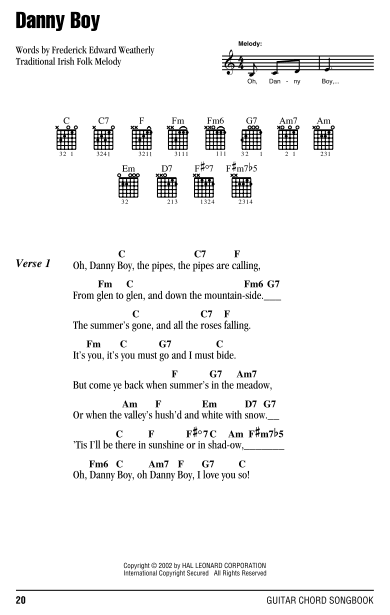 Danny Boy
Words by Frederick Edward Weatherly
Traditional Irish Folk Melody
Melody:
Oh, Dan - ny Boy,...
C C7 F Fm Fm6 G7 Am7 Am
32 1 3241 3211 3111 111 32 1 2 1 231
Em D7 F♯°7 F♯m7♭5
32 213 1324 2314
Verse 1
C C7 F
Oh, Danny Boy, the pipes, the pipes are calling,
Fm C Fm6 G7
From glen to glen, and down the mountain-side.___
C C7 F
The summer's gone, and all the roses falling.
Fm C G7 C
It's you, it's you must go and I must bide.
F G7 Am7
But come ye back when summer's in the meadow,
Am F Em D7 G7
Or when the valley's hush'd and white with snow.__
C F F♯°7 C Am F♯m7♭5
'Tis I'll be there in sunshine or in shad-ow,________
Fm6 C Am7 F G7 C
Oh, Danny Boy, oh Danny Boy, I love you so!
Copyright © 2002 by HAL LEONARD CORPORATION
International Copyright Secured All Rights Reserved
20 GUITAR CHORD SONGBOOK